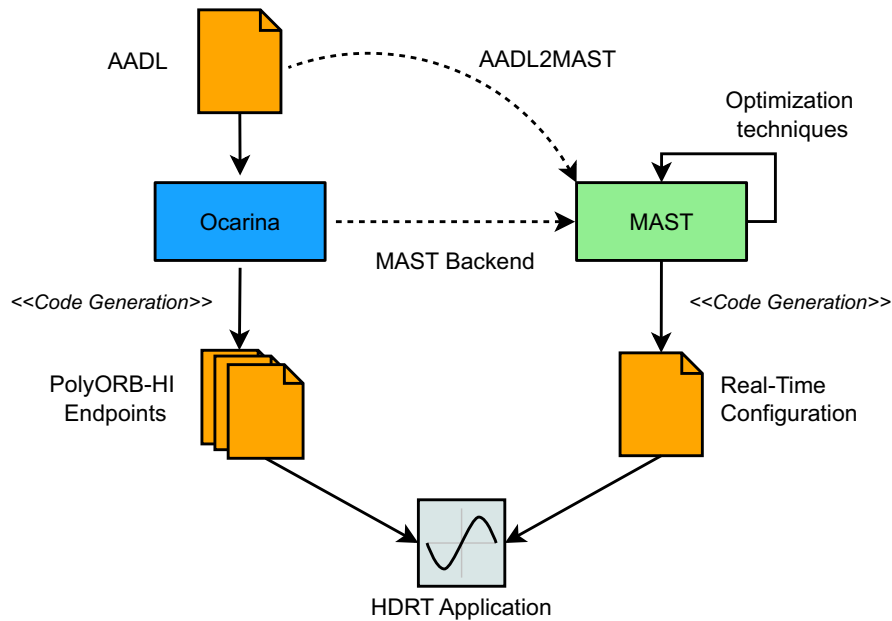 AADL
AADL2MAST
Optimization
techniques
Ocarina
MAST
MAST Backend
<<Code Generation>>
<<Code Generation>>
PolyORB-HI
Endpoints
Real-Time
Configuration
HDRT Application